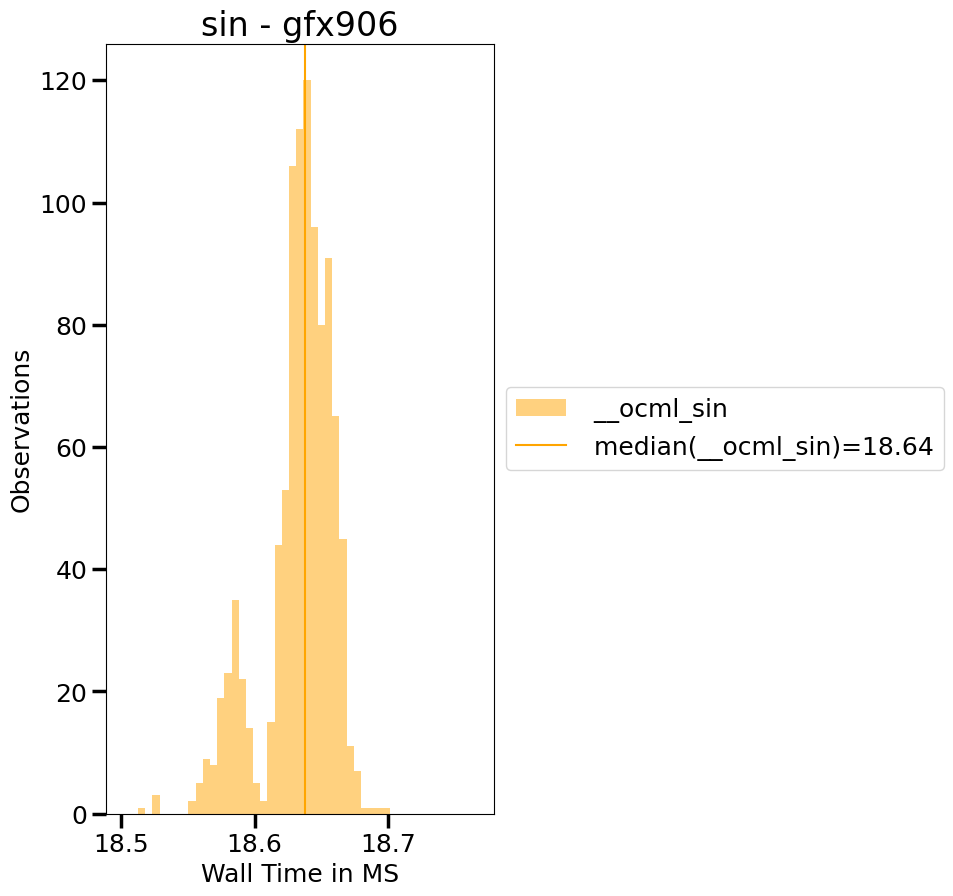 sin - gfx906
120
100
80
60
40
20
0
Observations
18.5 18.6 18.7
Wall Time in MS
__ocml_sin
median(__ocml_sin)=18.64